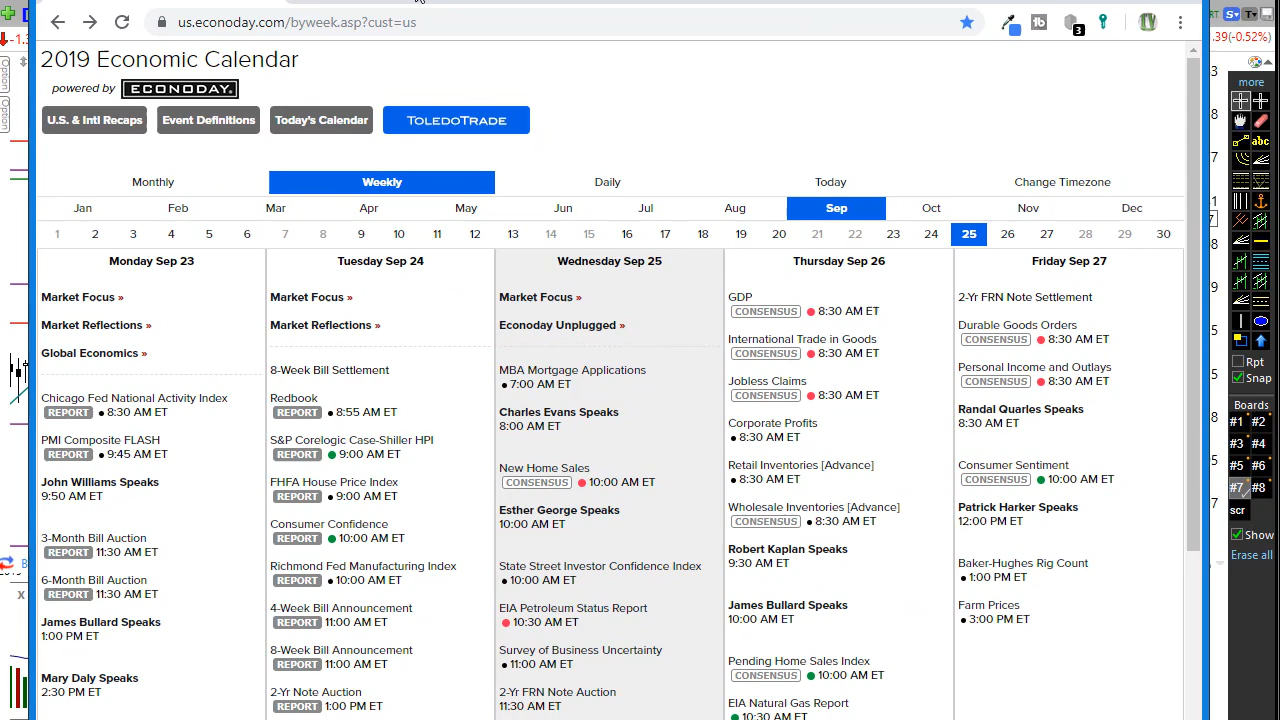 us.econoday.com/byweek.asp?cust=us
2019 Economic Calendar
powered by ECONODAY
U.S. & Intl Recaps
Event Definitions
Today's Calendar
TOLEDOTRADE
Monthly Weekly Daily Today Change Timezone
Jan Feb Mar Apr May Jun Jul Aug Sep Oct Nov Dec
1 2 3 4 5 6 7 8 9 10 11 12 13 14 15 16 17 18 19 20 21 22 23 24 25 26 27 28 29 30
Monday Sep 23
Market Focus »
Market Reflections »
Global Economics »
Chicago Fed National Activity Index
REPORT • 8:30 AM ET
PMI Composite FLASH
REPORT • 9:45 AM ET
John Williams Speaks
9:50 AM ET
3-Month Bill Auction
REPORT 11:30 AM ET
6-Month Bill Auction
REPORT 11:30 AM ET
James Bullard Speaks
1:00 PM ET
Mary Daly Speaks
2:30 PM ET
Tuesday Sep 24
Market Focus »
Market Reflections »
8-Week Bill Settlement
Redbook
REPORT • 8:55 AM ET
S&P Corelogic Case-Shiller HPI
REPORT • 9:00 AM ET
FHFA House Price Index
REPORT • 9:00 AM ET
Consumer Confidence
REPORT • 10:00 AM ET
Richmond Fed Manufacturing Index
REPORT • 10:00 AM ET
4-Week Bill Announcement
REPORT 11:00 AM ET
8-Week Bill Announcement
REPORT 11:00 AM ET
2-Yr Note Auction
REPORT 1:00 PM ET
Wednesday Sep 25
Market Focus »
Econoday Unplugged »
MBA Mortgage Applications
• 7:00 AM ET
Charles Evans Speaks
8:00 AM ET
New Home Sales
CONSENSUS • 10:00 AM ET
Esther George Speaks
10:00 AM ET
State Street Investor Confidence Index
• 10:00 AM ET
EIA Petroleum Status Report
• 10:30 AM ET
Survey of Business Uncertainty
• 11:00 AM ET
2-Yr FRN Note Auction
11:30 AM ET
Thursday Sep 26
GDP
CONSENSUS • 8:30 AM ET
International Trade in Goods
CONSENSUS • 8:30 AM ET
Jobless Claims
CONSENSUS • 8:30 AM ET
Corporate Profits
• 8:30 AM ET
Retail Inventories [Advance]
• 8:30 AM ET
Wholesale Inventories [Advance]
CONSENSUS • 8:30 AM ET
Robert Kaplan Speaks
9:30 AM ET
James Bullard Speaks
10:00 AM ET
Pending Home Sales Index
CONSENSUS • 10:00 AM ET
EIA Natural Gas Report
• 10:30 AM ET
Friday Sep 27
2-Yr FRN Note Settlement
Durable Goods Orders
CONSENSUS • 8:30 AM ET
Personal Income and Outlays
CONSENSUS • 8:30 AM ET
Randal Quarles Speaks
8:30 AM ET
Consumer Sentiment
CONSENSUS • 10:00 AM ET
Patrick Harker Speaks
12:00 PM ET
Baker-Hughes Rig Count
• 1:00 PM ET
Farm Prices
• 3:00 PM ET
.39(-0.52%)
more
abc
Rpt
Snap
Boards
#1 #2
#3 #4
#5 #6
#7 #8
scr
Show
Erase all
Option
Option